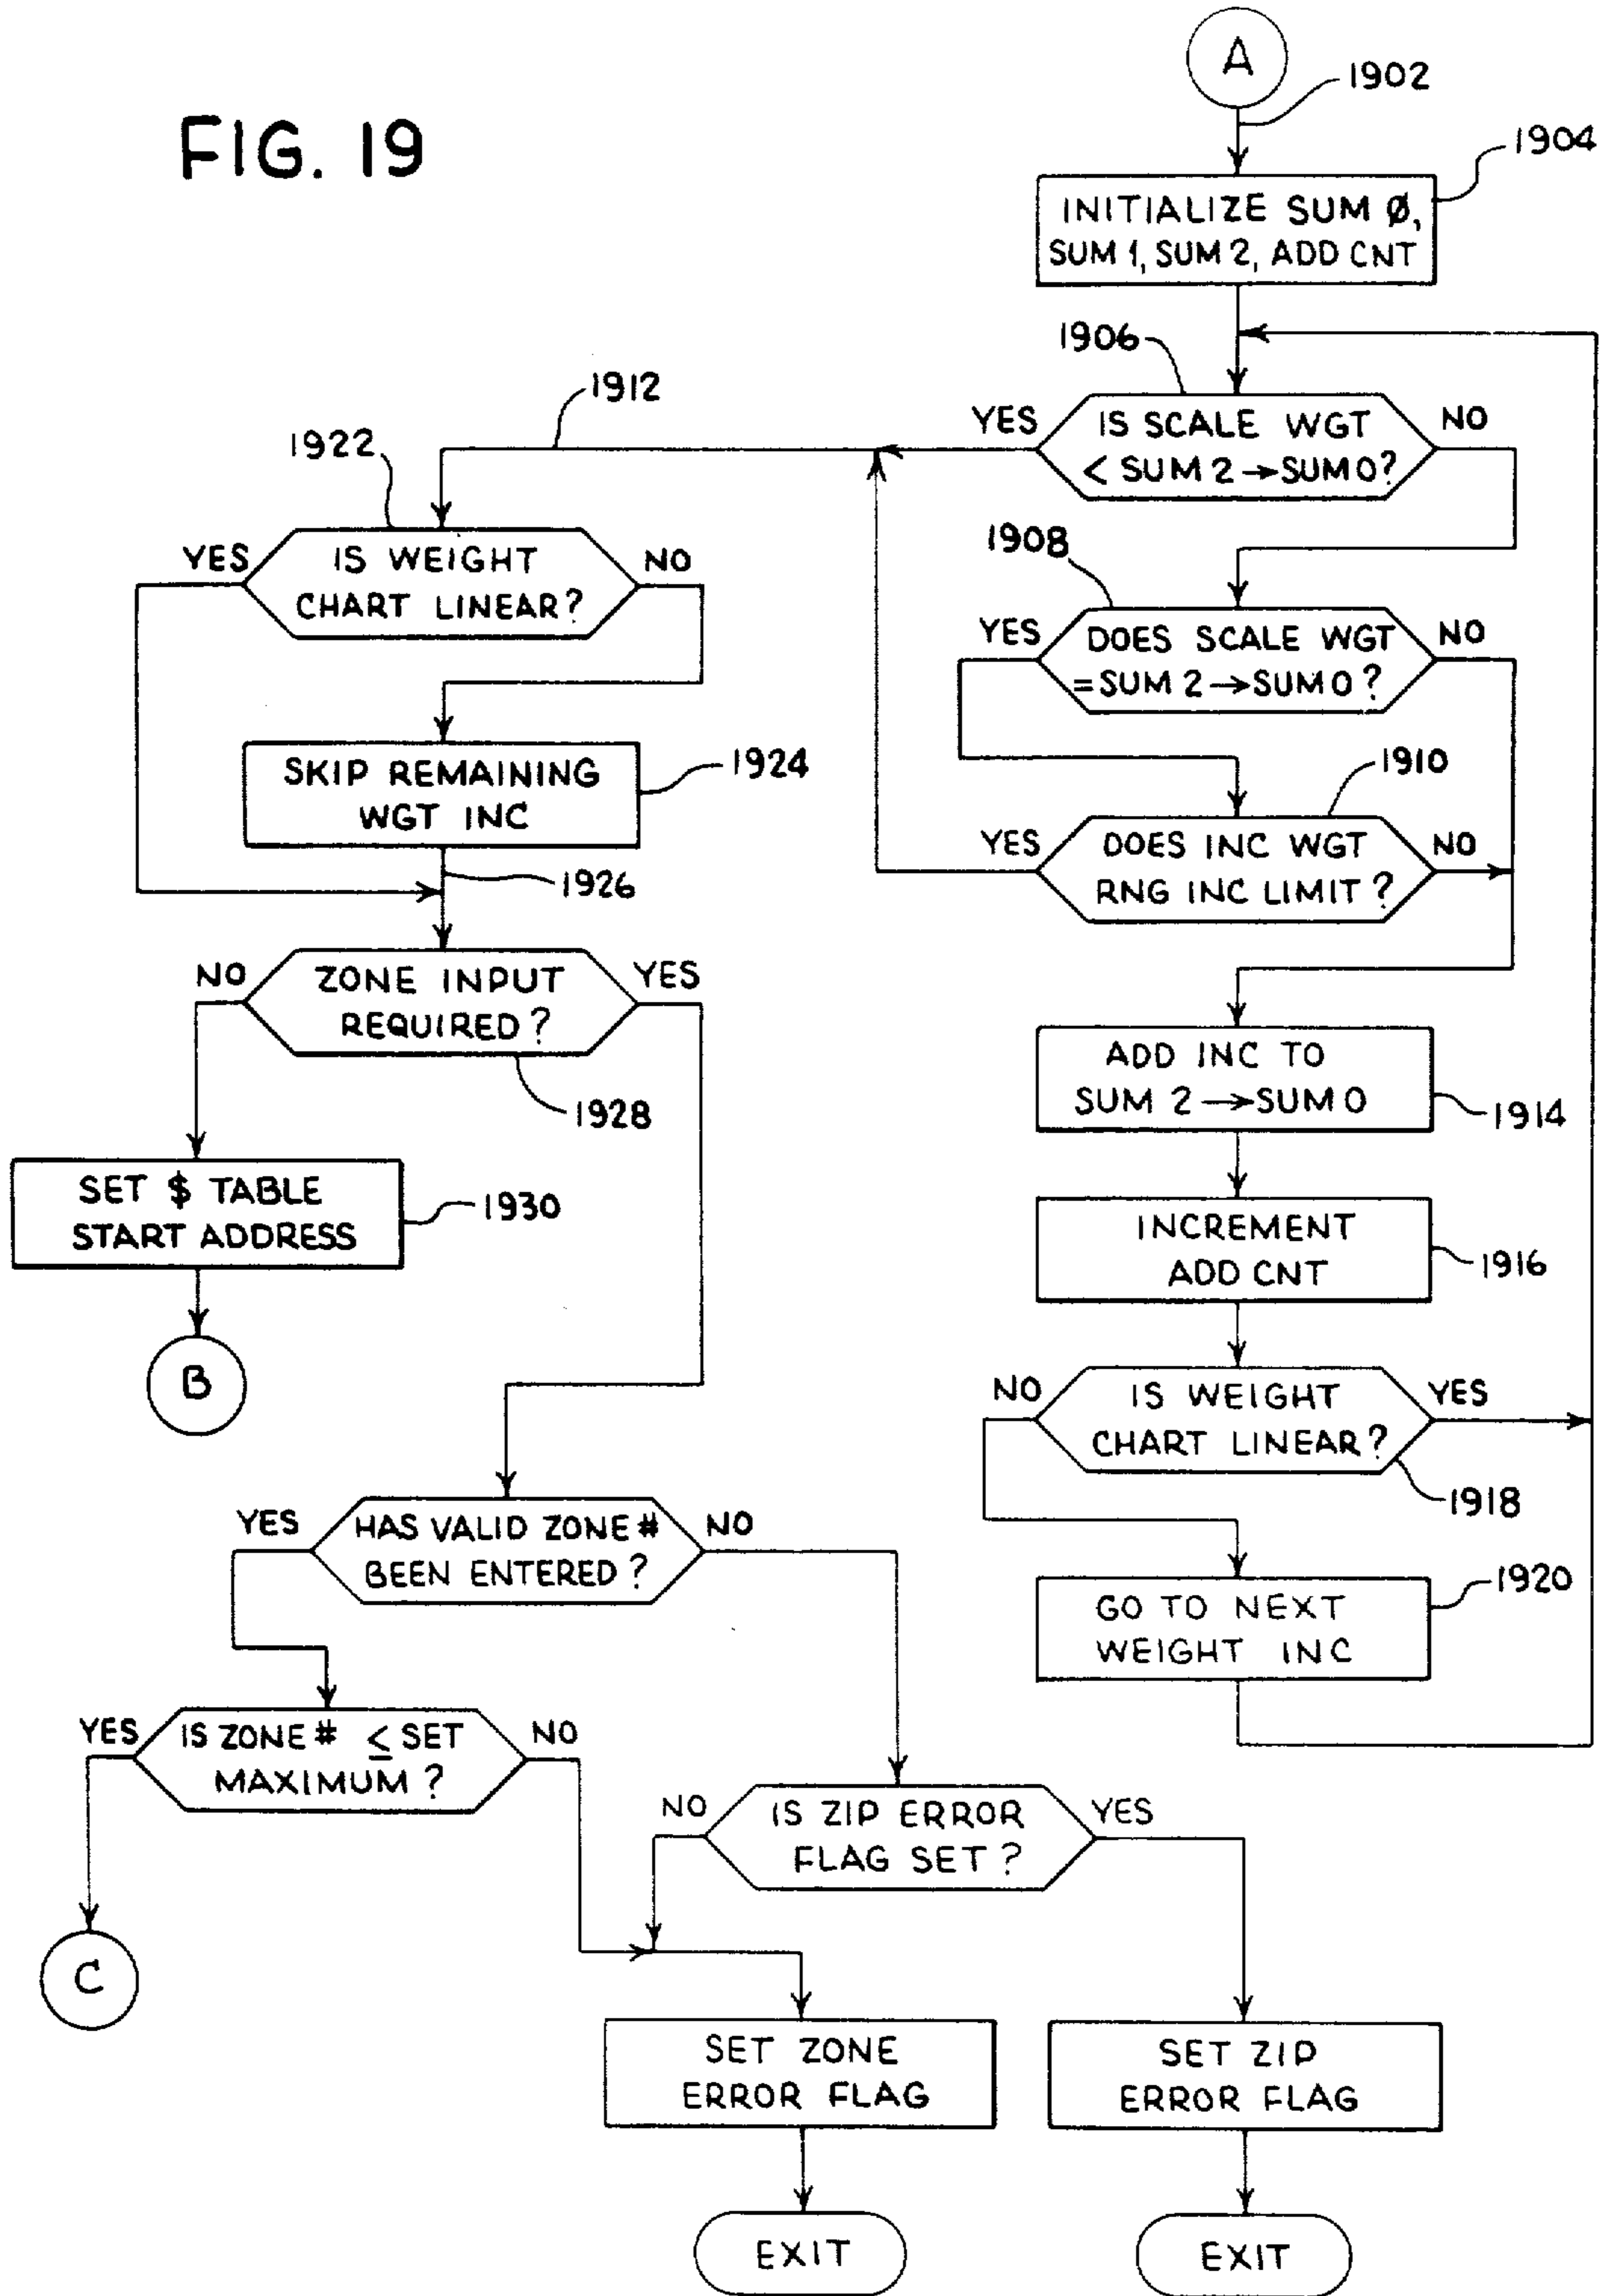 FIG. 19
A
1902
1904
INITIALIZE SUM Ø,
SUM 1, SUM 2, ADD CNT
1906
YES
IS SCALE WGT
< SUM 2 → SUM 0?
NO
1912
1922
YES
IS WEIGHT
CHART LINEAR?
NO
1908
YES
DOES SCALE WGT
= SUM 2 → SUM 0?
NO
SKIP REMAINING
WGT INC
1924
1910
YES
DOES INC WGT
RNG INC LIMIT?
NO
1926
NO
ZONE INPUT
REQUIRED?
YES
1928
ADD INC TO
SUM 2 → SUM 0
1914
SET $ TABLE
START ADDRESS
1930
INCREMENT
ADD CNT
1916
B
NO
IS WEIGHT
CHART LINEAR?
YES
1918
YES
HAS VALID ZONE #
BEEN ENTERED?
NO
GO TO NEXT
WEIGHT INC
1920
YES
IS ZONE # ≤ SET
MAXIMUM?
NO
NO
IS ZIP ERROR
FLAG SET?
YES
C
SET ZONE
ERROR FLAG
SET ZIP
ERROR FLAG
EXIT
EXIT